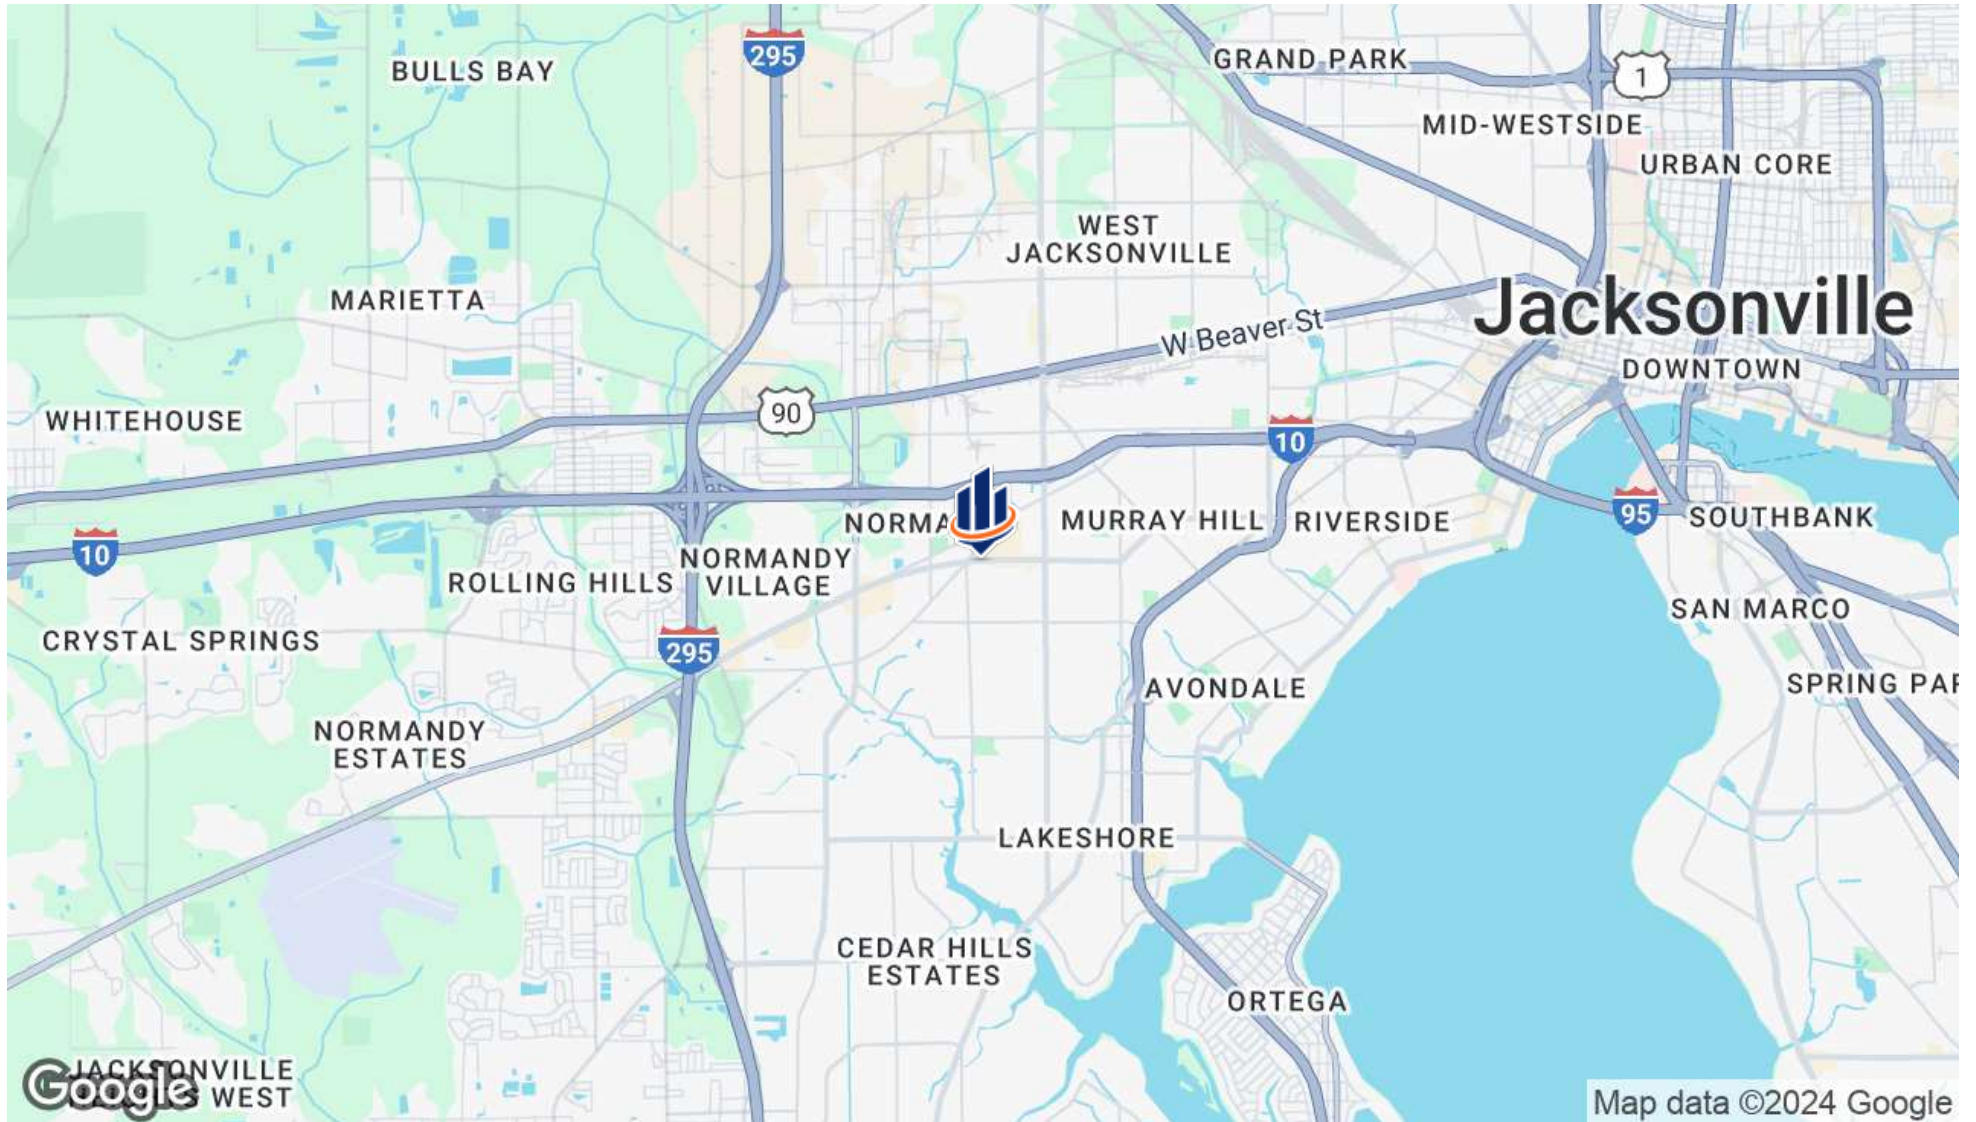 295
BULLS BAY
GRAND PARK
1
MID-WESTSIDE
URBAN CORE
WEST
JACKSONVILLE
MARIETTA
Jacksonville
W Beaver St
DOWNTOWN
90
WHITEHOUSE
10
NORMA
MURRAY HILL
RIVERSIDE
95
SOUTHBANK
10
NORMANDY
VILLAGE
ROLLING HILLS
SAN MARCO
CRYSTAL SPRINGS
295
AVONDALE
SPRING PAR
NORMANDY
ESTATES
LAKESHORE
CEDAR HILLS
ESTATES
ORTEGA
JACKSONVILLE
WEST
Google
Map data ©2024 Google